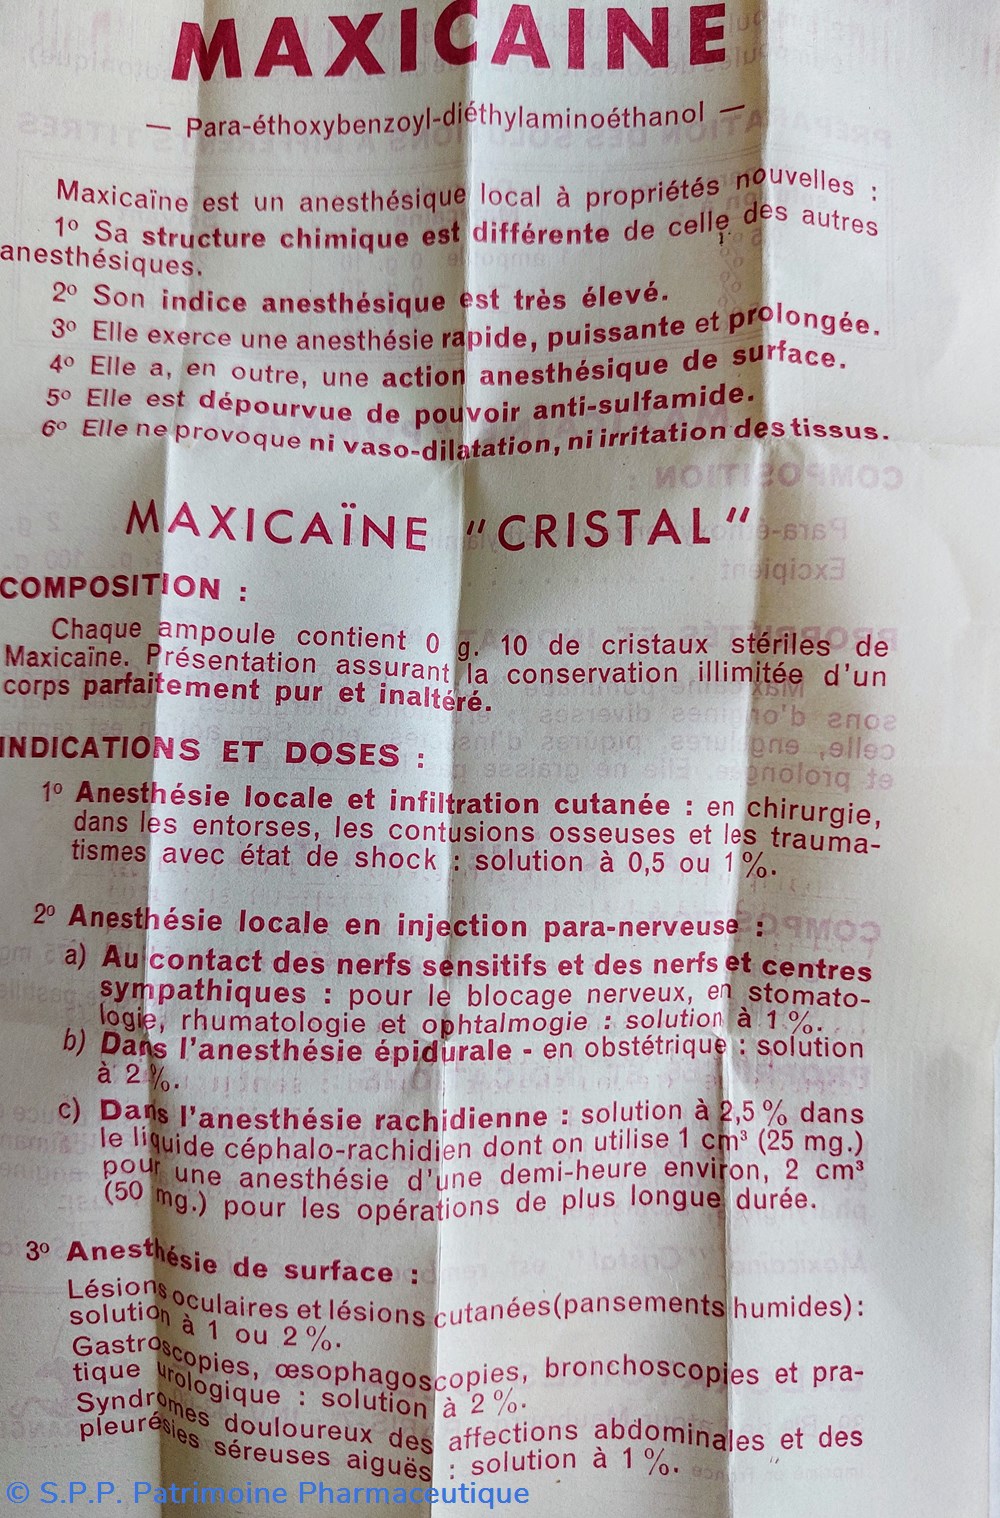 MAXICAINE
— Para-éthoxybenzoyl-diéthylaminoéthanol —
Maxicaïne est un anesthésique local à propriétés nouvelles :
1º Sa structure chimique est différente de celle des autres
anesthésiques.
2º Son indice anesthésique est très élevé.
3º Elle exerce une anesthésie rapide, puissante et prolongée.
4º Elle a, en outre, une action anesthésique de surface.
5º Elle est dépourvue de pouvoir anti-sulfamide.
6º Elle ne provoque ni vaso-dilatation, ni irritation des tissus.
MAXICAÏNE "CRISTAL"
COMPOSITION :
Chaque ampoule contient 0 g. 10 de cristaux stériles de
Maxicaïne. Présentation assurant la conservation illimitée d'un
corps parfaitement pur et inaltéré.
INDICATIONS ET DOSES :
1º Anesthésie locale et infiltration cutanée : en chirurgie,
dans les entorses, les contusions osseuses et les trauma-
tismes avec état de shock : solution à 0,5 ou 1 %.
2º Anesthésie locale en injection para-nerveuse :
a) Au contact des nerfs sensitifs et des nerfs et centres
sympathiques : pour le blocage nerveux, en stomato-
logie, rhumatologie et ophtalmogie : solution à 1 %.
b) Dans l'anesthésie épidurale - en obstétrique : solution
à 2 %.
c) Dans l'anesthésie rachidienne : solution à 2,5 % dans
le liquide céphalo-rachidien dont on utilise 1 cm³ (25 mg.)
pour une anesthésie d'une demi-heure environ, 2 cm³
(50 mg.) pour les opérations de plus longue durée.
3º Anesthésie de surface :
Lésions oculaires et lésions cutanées (pansements humides) :
solution à 1 ou 2 %.
Gastroscopies, œsophagoscopies, bronchoscopies et pra-
tique urologique : solution à 2 %.
Syndromes douloureux des affections abdominales et des
pleurésies séreuses aiguës : solution à 1 %.
© S.P.P. Patrimoine Pharmaceutique